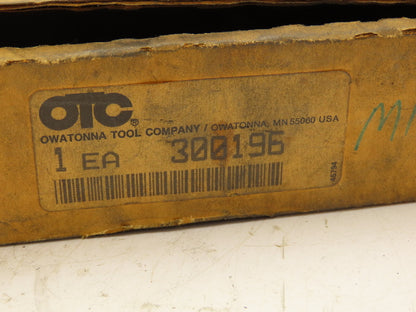 OTC®
OWATONNA TOOL COMPANY / OWATONNA, MN 55060 USA
1 EA 300196